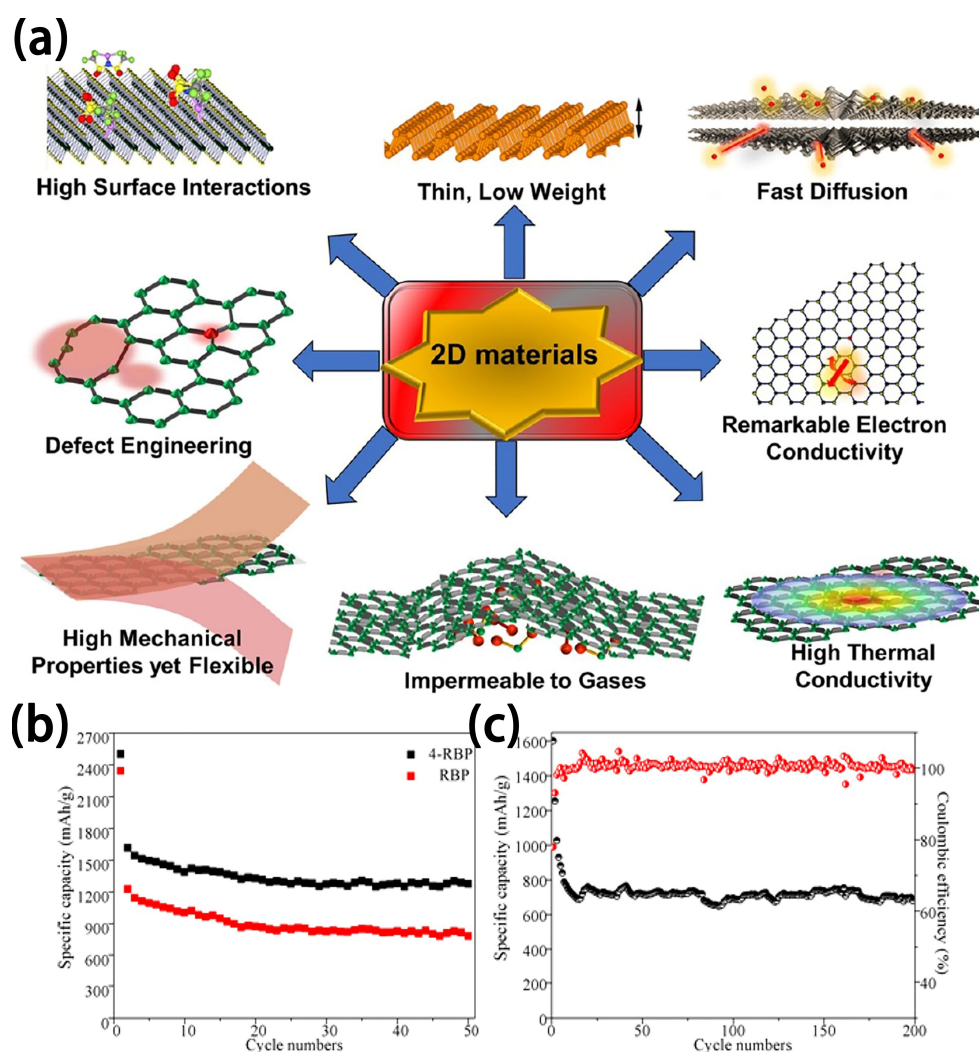 (a)
High Surface Interactions
Thin, Low Weight
Fast Diffusion
2D materials
Defect Engineering
Remarkable Electron
Conductivity
High Mechanical
Properties yet Flexible
Impermeable to Gases
High Thermal
Conductivity
(b)
2700
2400
2100
1800
1500
1200
900
600
300
0
Specific capacity (mAh/g)
4-RBP
RBP
0
10
20
30
40
50
Cycle numbers
(c)
1600
1400
1200
1000
800
600
400
200
0
Specific capacity (mAh/g)
100
80
60
40
Coulombic efficiency (%)
0
50
100
150
200
Cycle numbers